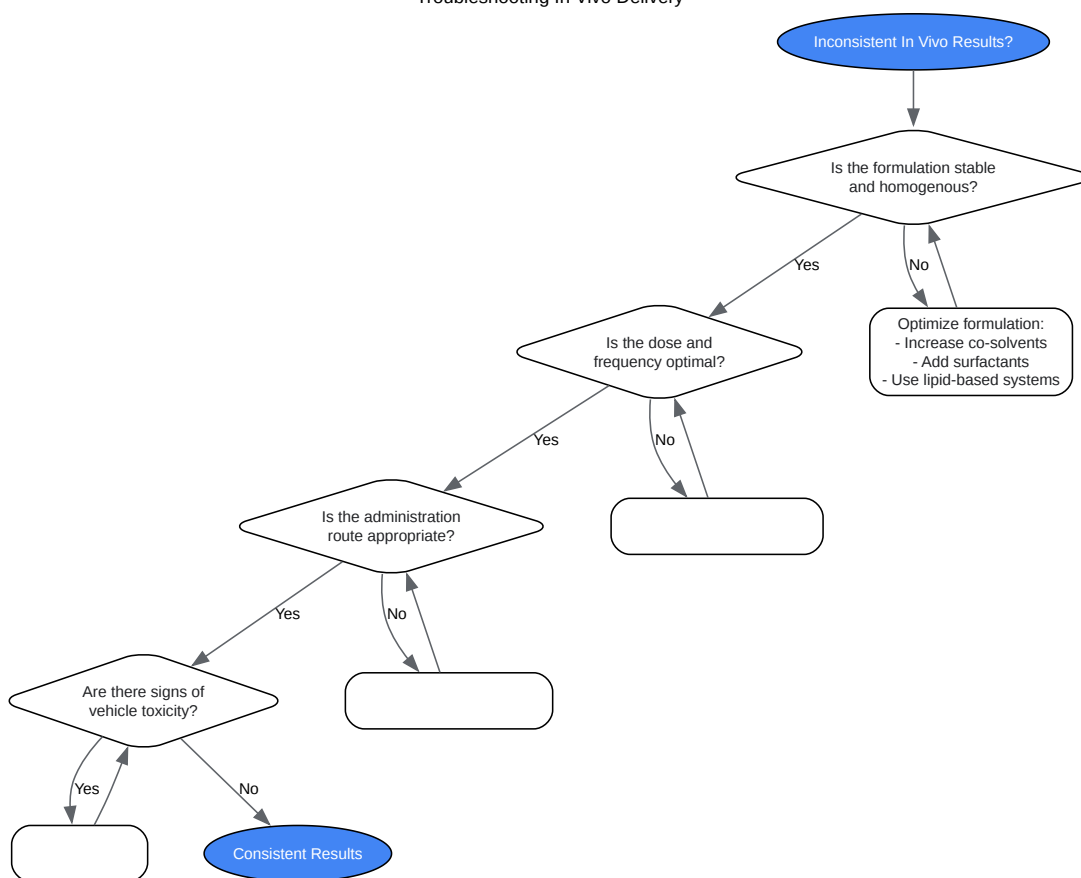 Troubleshooting In Vivo Delivery
Inconsistent In Vivo Results?
Is the formulation stable
and homogenous?
Yes
No
Optimize formulation:
- Increase co-solvents
- Add surfactants
- Use lipid-based systems
Is the dose and
frequency optimal?
Yes
No
Is the administration
route appropriate?
Yes
No
Are there signs of
vehicle toxicity?
Yes
No
Consistent Results